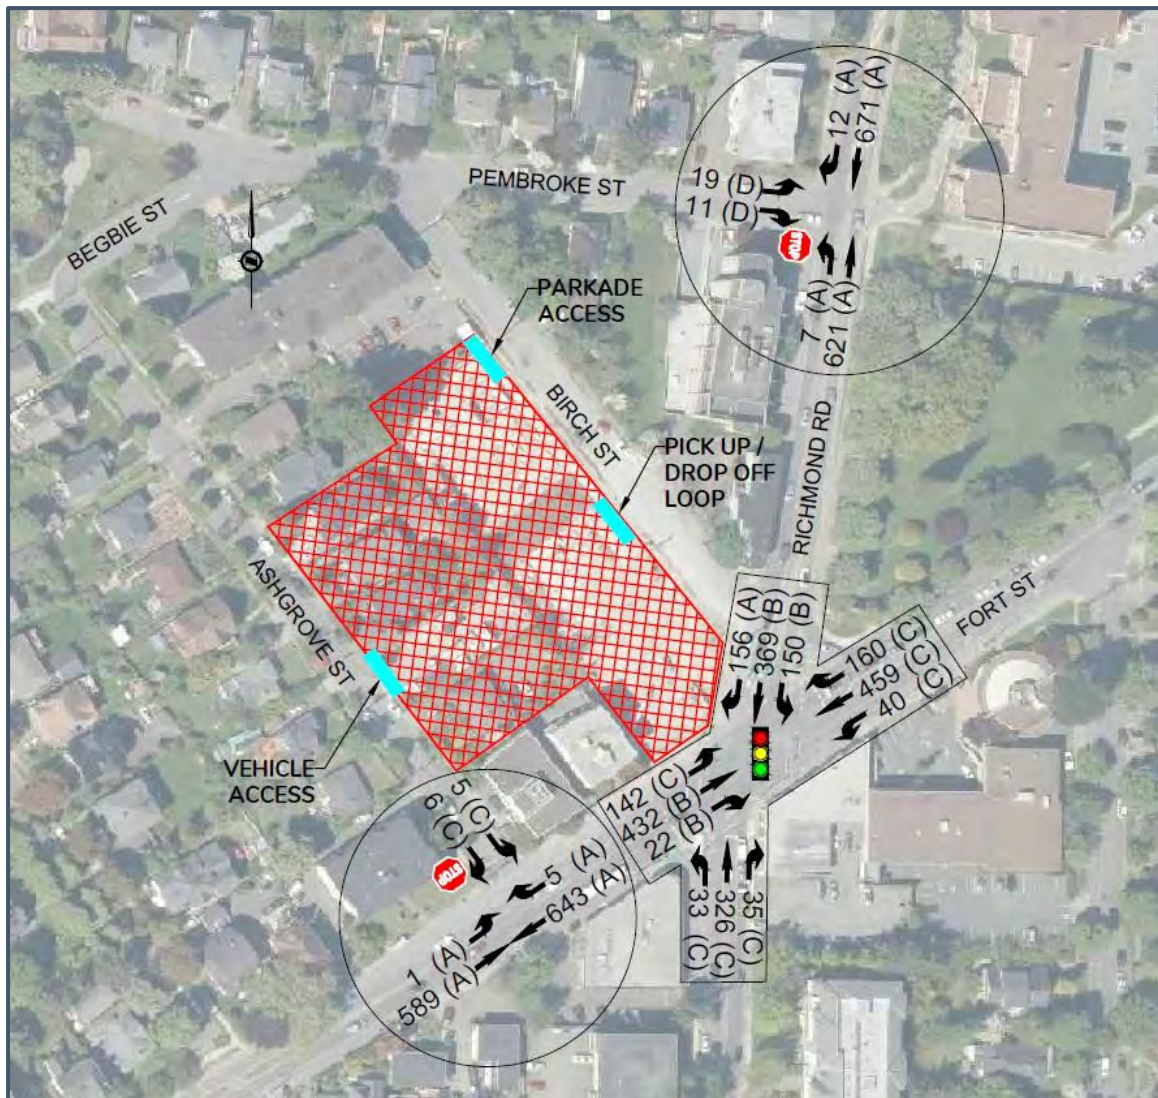 12 (A)
671 (A)
PEMBROKE ST
19 (D)
11 (D)
STOP
BEGBIE ST
7 (A)
621 (A)
PARKADE
ACCESS
BIRCH ST
PICK UP /
DROP OFF
LOOP
RICHMOND RD
ASHGROVE ST
FORT ST
156 (A)
369 (B)
150 (B)
160 (C)
459 (C)
40 (C)
VEHICLE
ACCESS
142 (C)
432 (B)
22 (B)
5 (C)
6 (C)
STOP
5 (A)
643 (A)
33 (C)
326 (C)
35 (C)
1 (A)
589 (A)